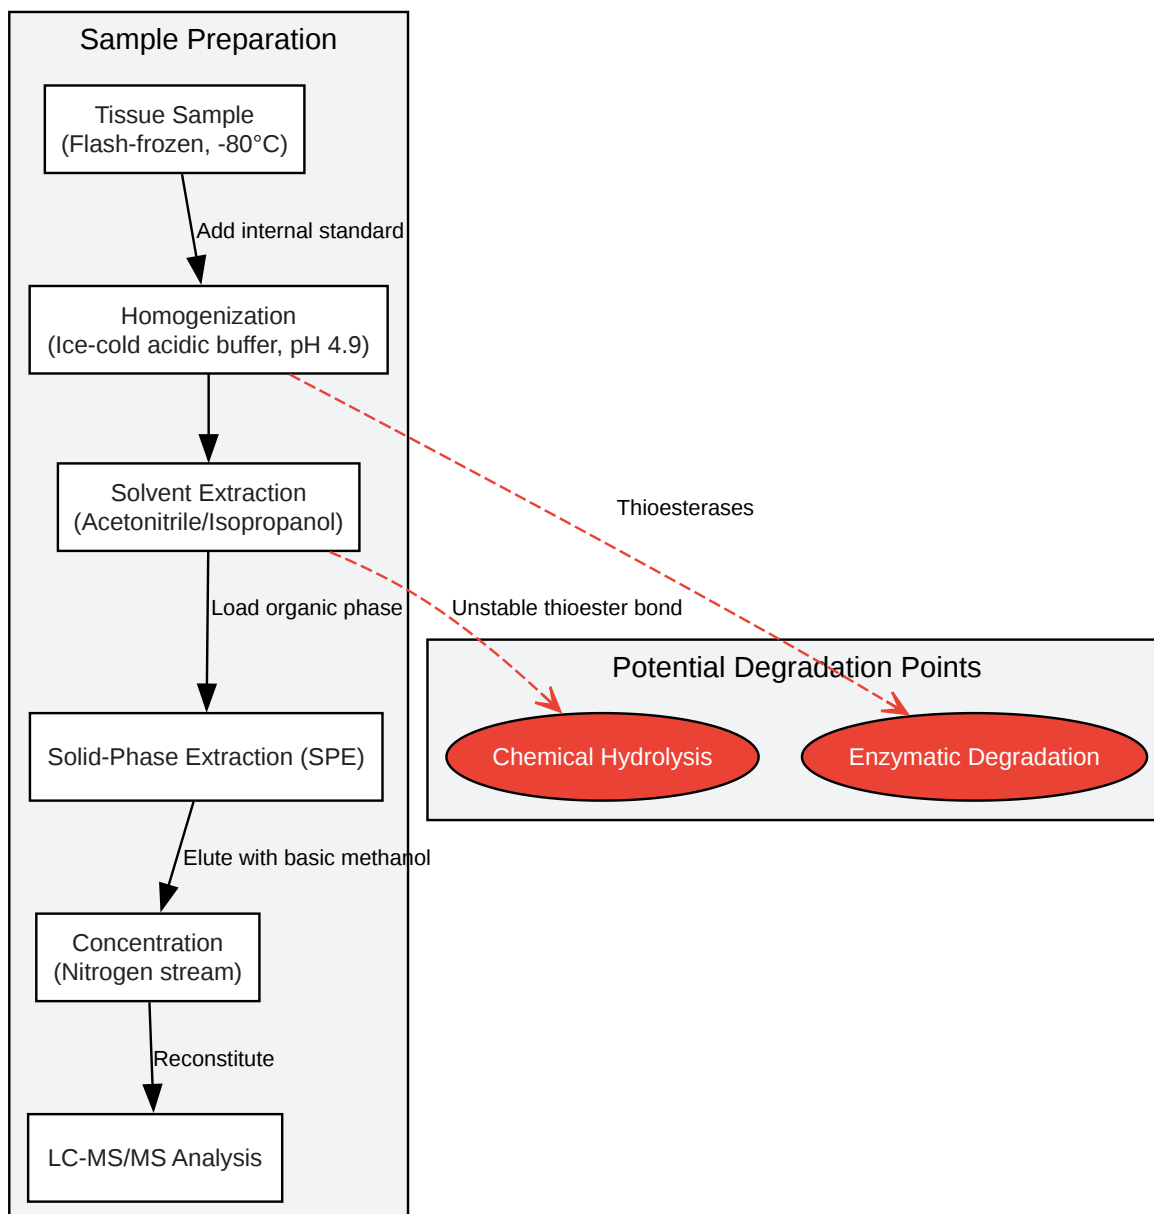 Sample Preparation
Tissue Sample
(Flash-frozen, -80°C)
Add internal standard
Homogenization
(Ice-cold acidic buffer, pH 4.9)
Solvent Extraction
(Acetonitrile/Isopropanol)
Thioesterases
Load organic phase
Unstable thioester bond
Potential Degradation Points
Solid-Phase Extraction (SPE)
Chemical Hydrolysis
Enzymatic Degradation
Elute with basic methanol
Concentration
(Nitrogen stream)
Reconstitute
LC-MS/MS Analysis